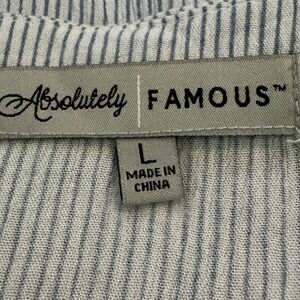 Absolutely | FAMOUS™
L
MADE IN
CHINA